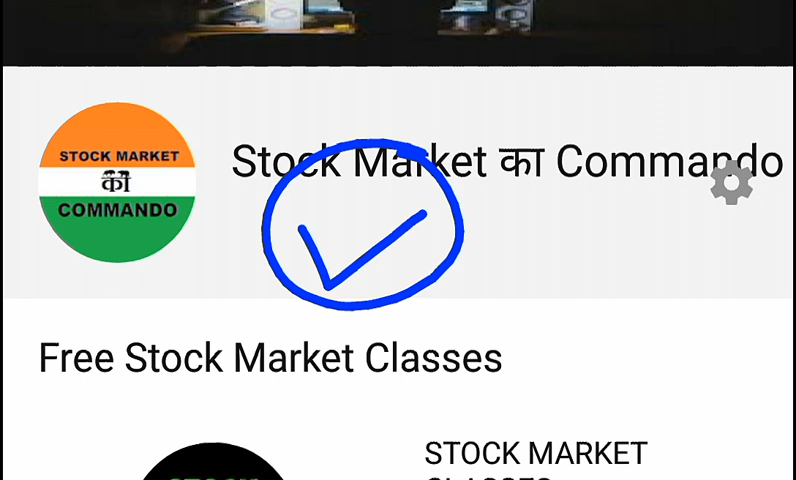 STOCK MARKET
का
COMMANDO
Stock Market का Commando
Free Stock Market Classes
STOCK MARKET